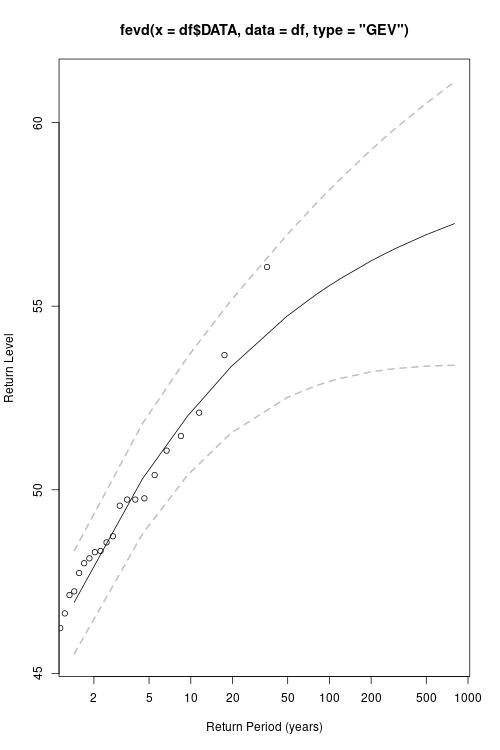 fevd(x = df$DATA, data = df, type = "GEV")
Return Level
60
55
50
45
2 5 10 20 50 100 200 500 1000
Return Period (years)